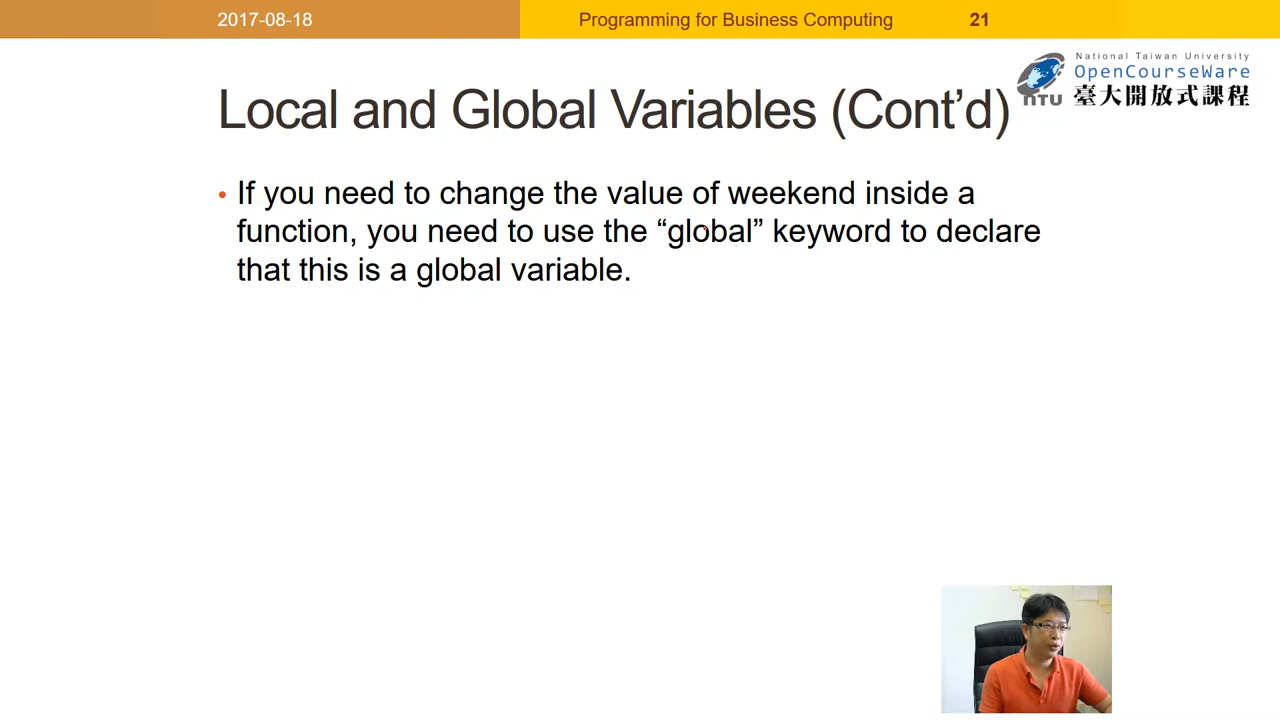 2017-08-18
Programming for Business Computing 21
National Taiwan University
OpenCourseWare
NTU 臺大開放式課程
Local and Global Variables (Cont’d)
• If you need to change the value of weekend inside a
function, you need to use the “global” keyword to declare
that this is a global variable.